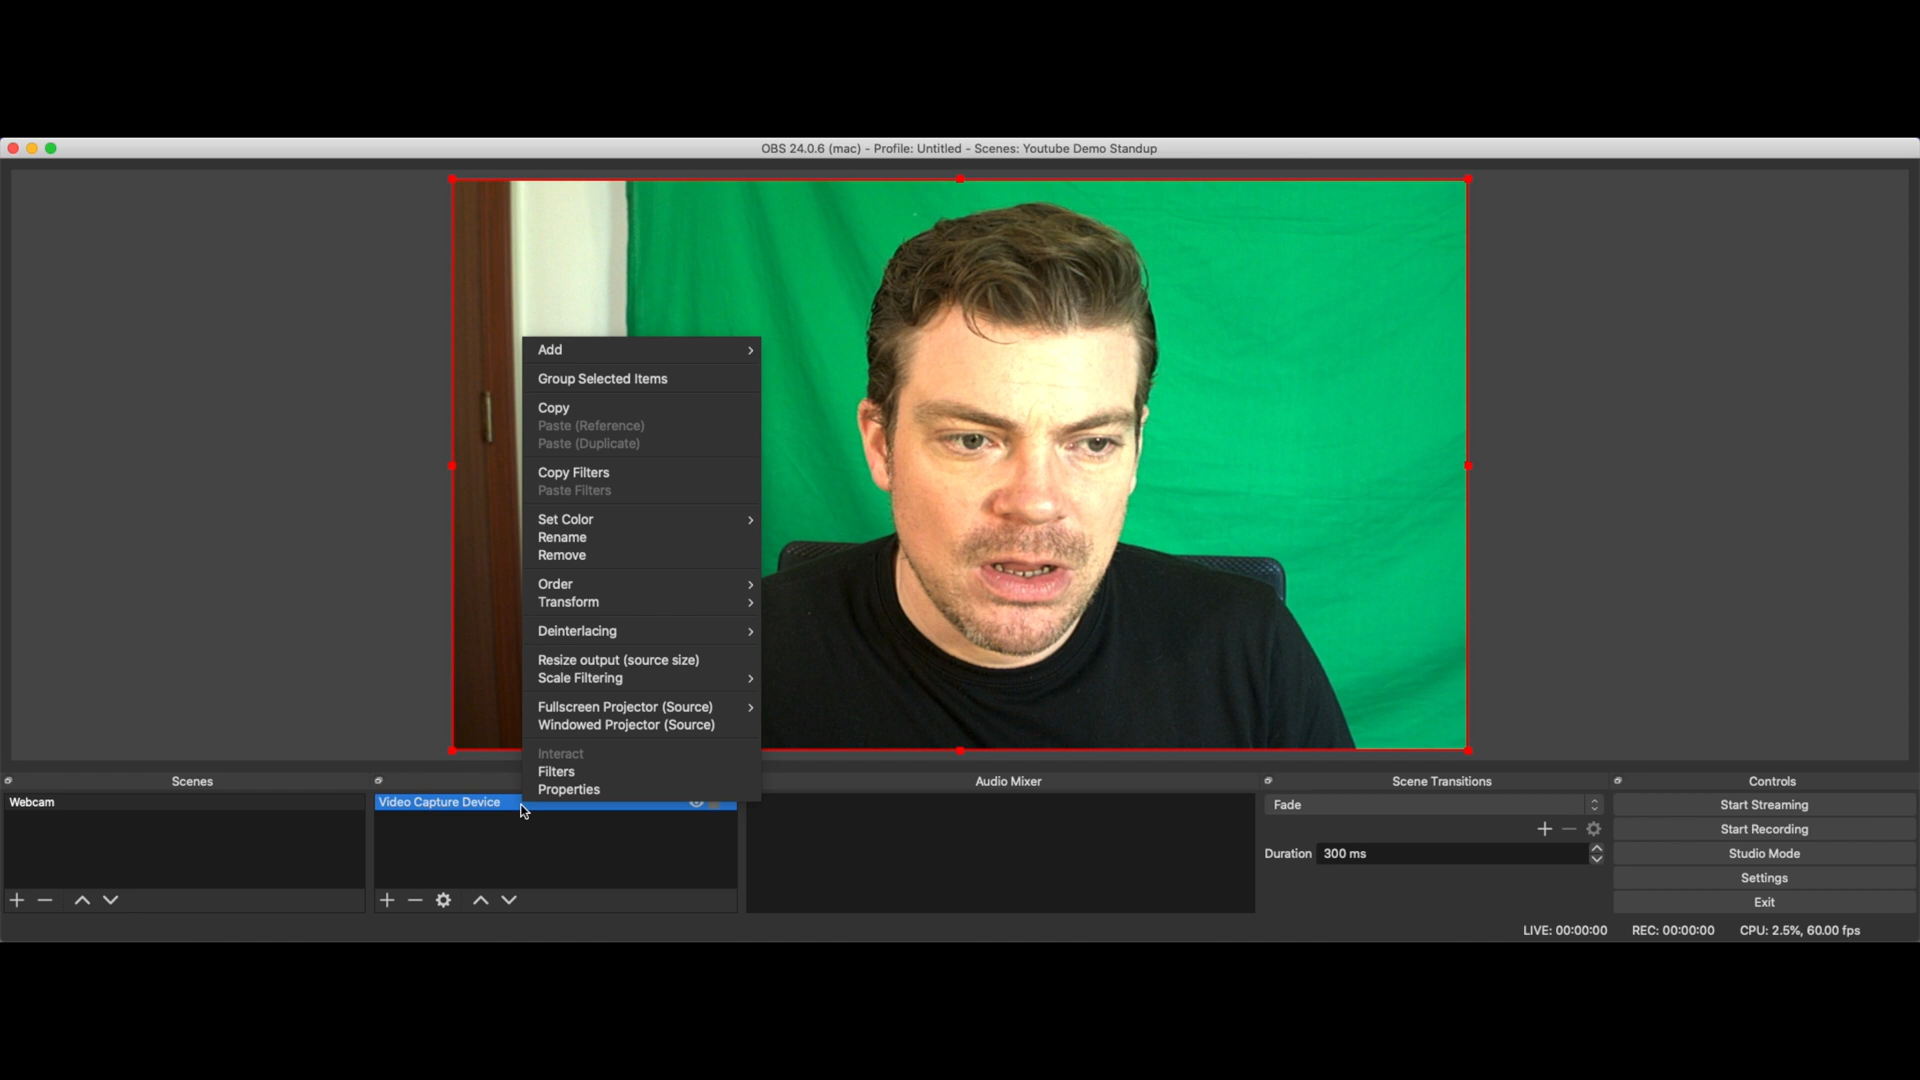 OBS 24.0.6 (mac) - Profile: Untitled - Scenes: Youtube Demo Standup
Add
Group Selected Items
Copy
Paste (Reference)
Paste (Duplicate)
Copy Filters
Paste Filters
Set Color
Rename
Remove
Order
Transform
Deinterlacing
Resize output (source size)
Scale Filtering
Fullscreen Projector (Source)
Windowed Projector (Source)
Interact
Filters
Properties
Scenes
Webcam
Video Capture Device
Audio Mixer
Scene Transitions
Fade
Duration 300 ms
Controls
Start Streaming
Start Recording
Studio Mode
Settings
Exit
LIVE: 00:00:00 REC: 00:00:00 CPU: 2.5%, 60.00 fps